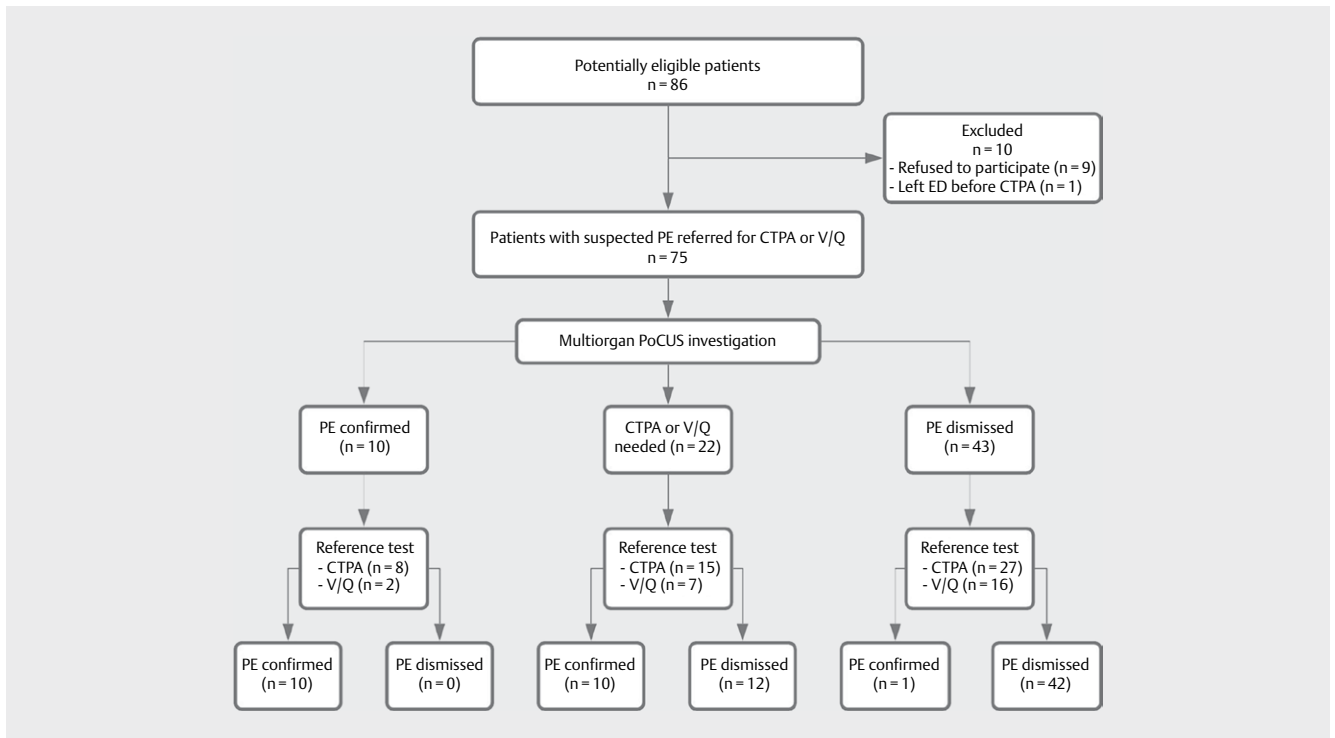 Potentially eligible patients
n = 86
Excluded
n = 10
- Refused to participate (n = 9)
- Left ED before CTPA (n = 1)
Patients with suspected PE referred for CTPA or V/Q
n = 75
Multiorgan PoCUS investigation
PE confirmed
(n = 10)
CTPA or V/Q
needed (n = 22)
PE dismissed
(n = 43)
Reference test
- CTPA (n = 8)
- V/Q (n = 2)
Reference test
- CTPA (n = 15)
- V/Q (n = 7)
Reference test
- CTPA (n = 27)
- V/Q (n = 16)
PE confirmed
(n = 10)
PE dismissed
(n = 0)
PE confirmed
(n = 10)
PE dismissed
(n = 12)
PE confirmed
(n = 1)
PE dismissed
(n = 42)